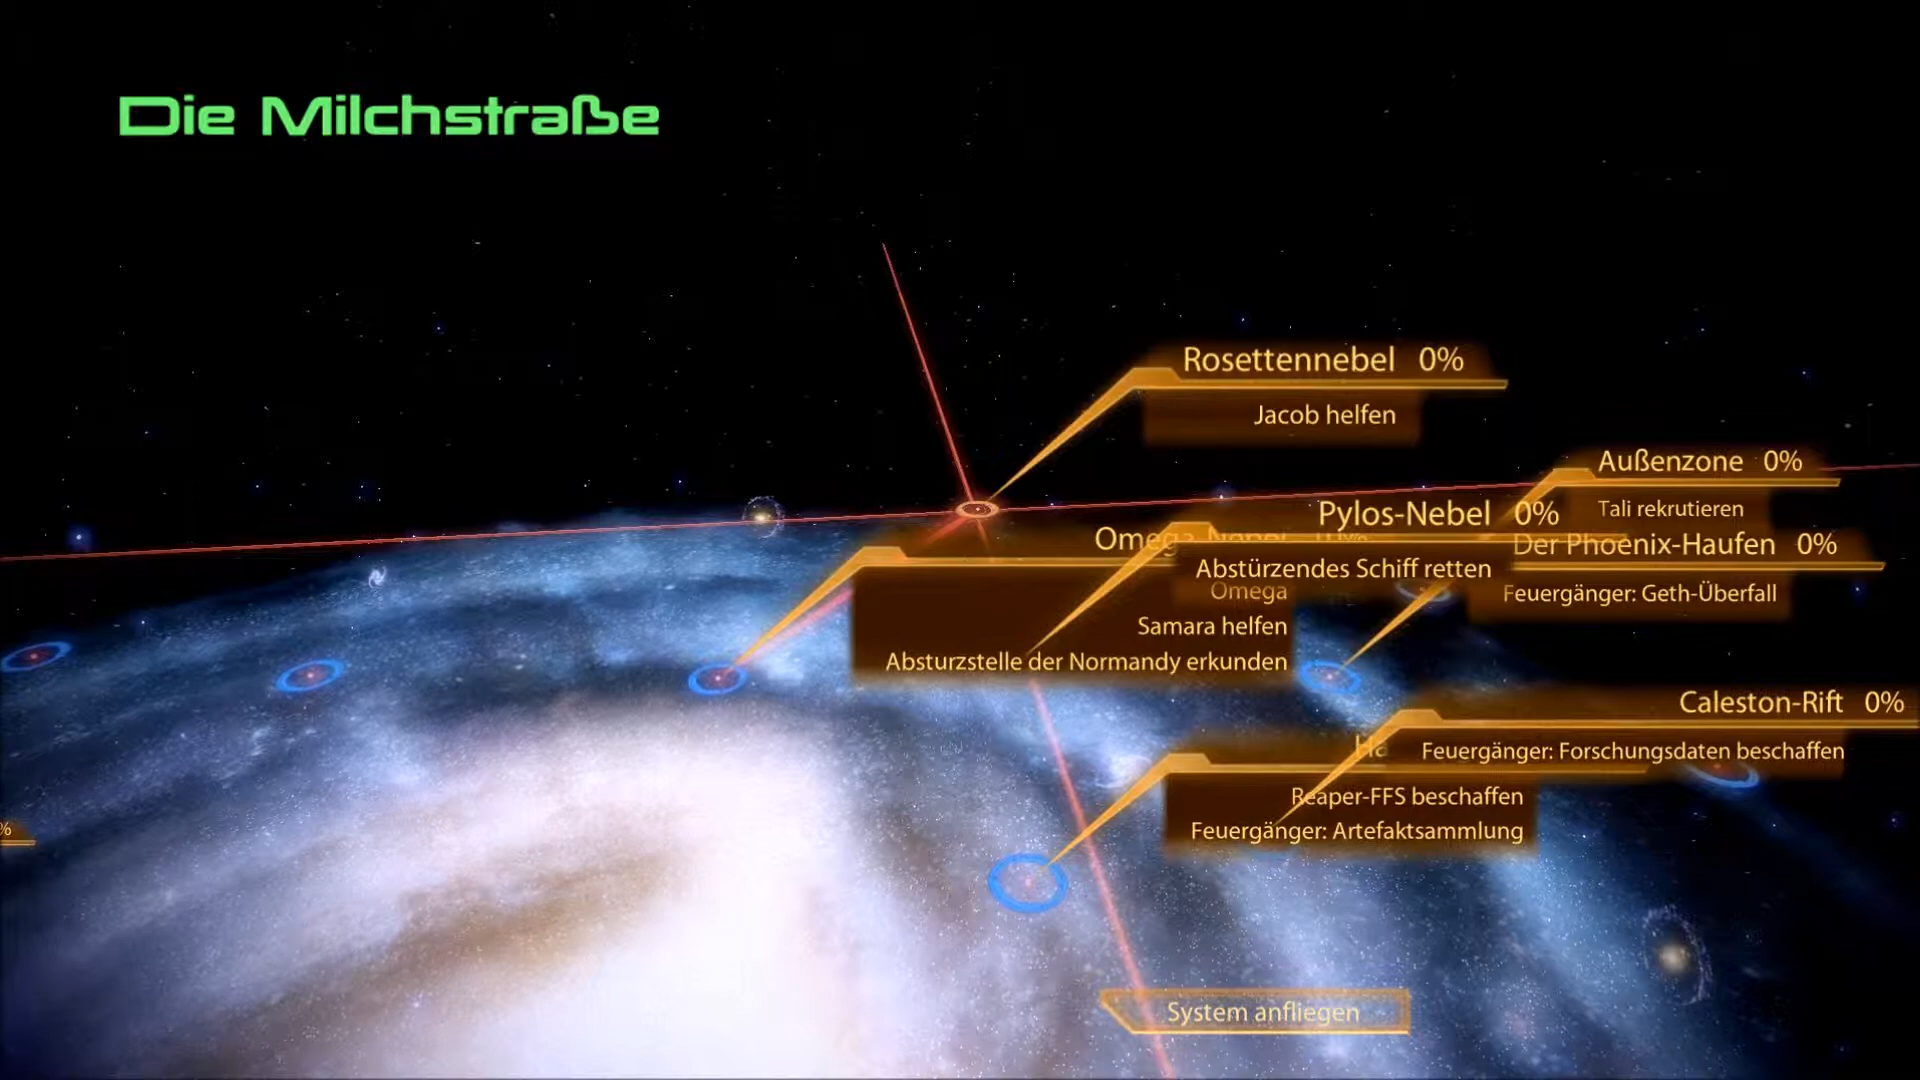 Die Milchstraße
Rosettennebel 0%
Jacob helfen
Außenzone 0%
Tali rekrutieren
Pylos-Nebel 0%
Abstürzendes Schiff retten
Der Phoenix-Haufen 0%
Feuergänger: Geth-Überfall
Omega-Nebel
Omega
Samara helfen
Absturzstelle der Normandy erkunden
Caleston-Rift 0%
Feuergänger: Forschungsdaten beschaffen
Reaper-FFS beschaffen
Feuergänger: Artefaktsammlung
%
System anfliegen